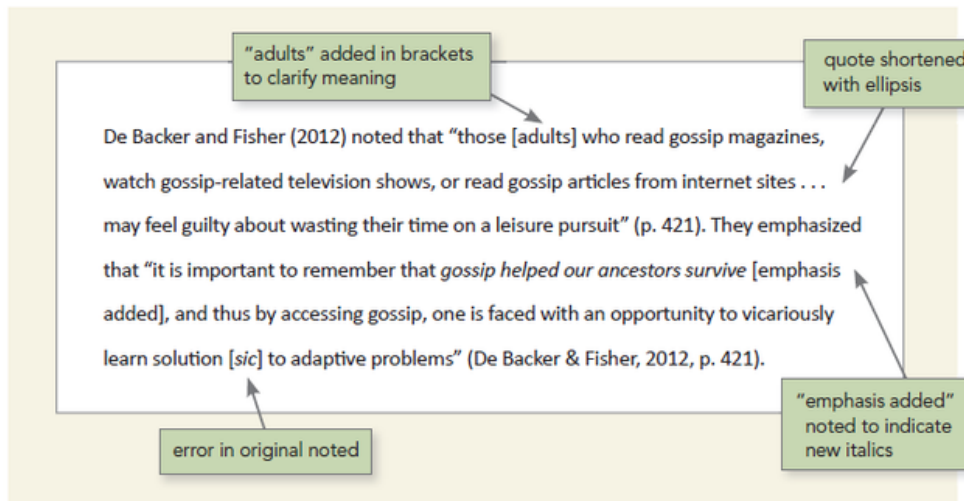 "adults" added in brackets
to clarify meaning
quote shortened
with ellipsis
De Backer and Fisher (2012) noted that “those [adults] who read gossip magazines,
watch gossip-related television shows, or read gossip articles from internet sites . . .
may feel guilty about wasting their time on a leisure pursuit” (p. 421). They emphasized
that “it is important to remember that gossip helped our ancestors survive [emphasis
added], and thus by accessing gossip, one is faced with an opportunity to vicariously
learn solution [sic] to adaptive problems” (De Backer & Fisher, 2012, p. 421).
error in original noted
"emphasis added"
noted to indicate
new italics